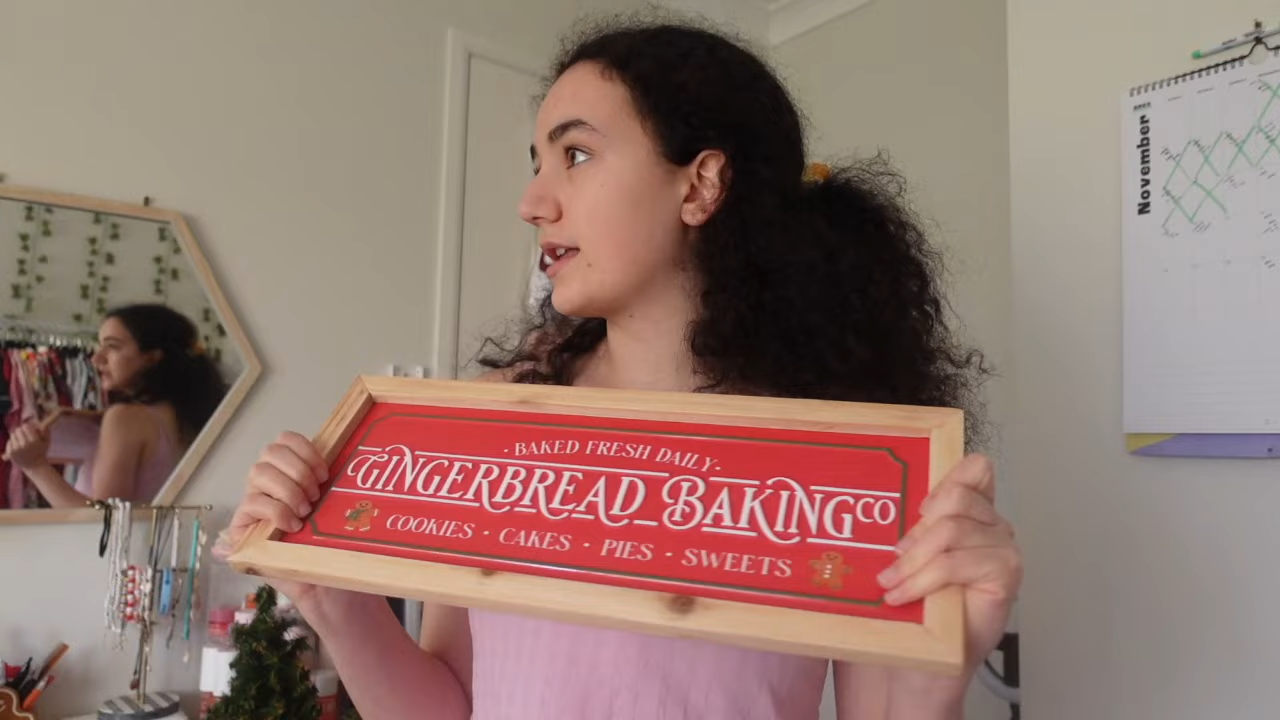 · BAKED FRESH DAILY ·
GINGERBREAD BAKING CO
COOKIES · CAKES · PIES · SWEETS
November